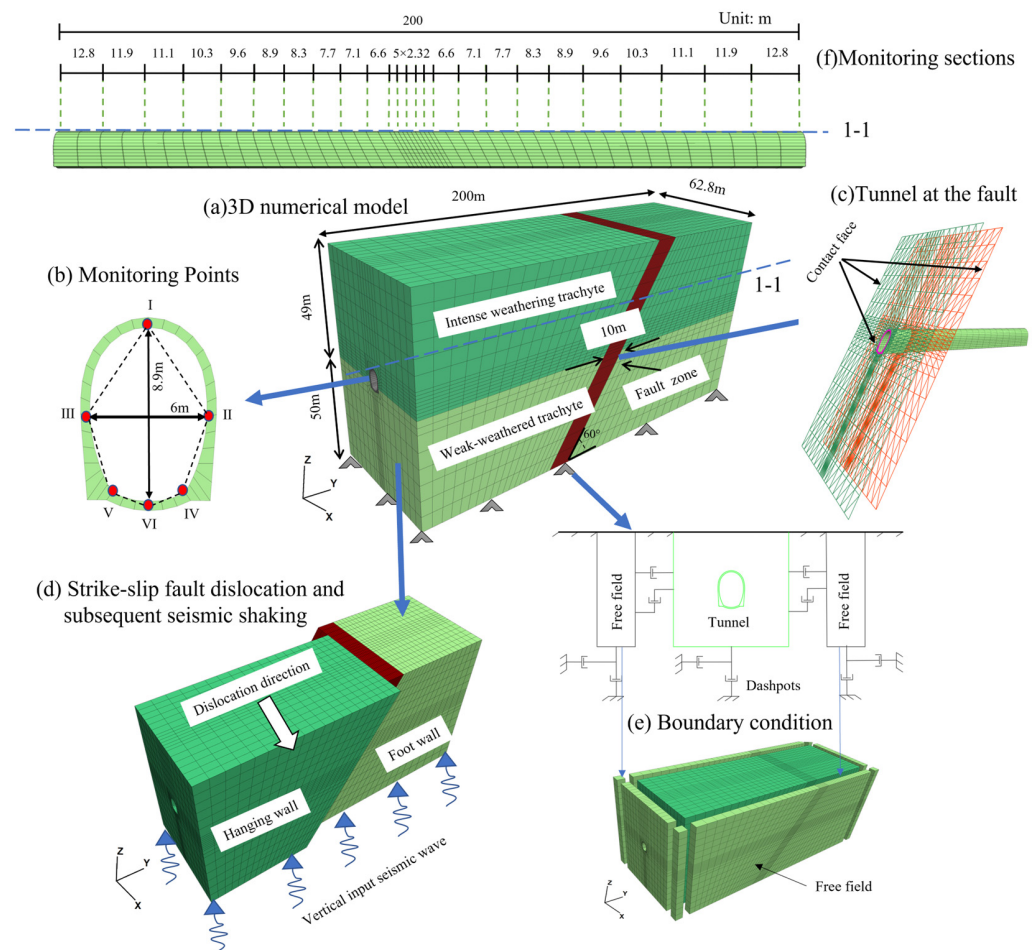 200
Unit: m
12.8 11.9 11.1 10.3 9.6 8.9 8.3 7.7 7.1 6.6 5×2.32 6.6 7.1 7.7 8.3 8.9 9.6 10.3 11.1 11.9 12.8
(f)Monitoring sections
1-1
(a)3D numerical model
200m
62.8m
49m
50m
Intense weathering trachyte
1-1
10m
Fault zone
Weak-weathered trachyte
60°
Z
Y
X
(b) Monitoring Points
I
8.9m
III
6m
II
V
VI
IV
(c)Tunnel at the fault
Contact face
(d) Strike-slip fault dislocation and
subsequent seismic shaking
Dislocation direction
Foot wall
Hanging wall
Vertical input seismic wave
Z
Y
X
Free field
Tunnel
Free field
Dashpots
(e) Boundary condition
Free field
Z
Y
X